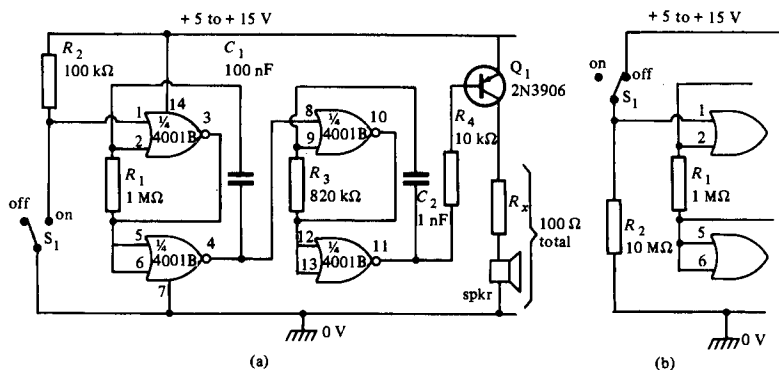 + 5 to + 15 V
R2
100 kΩ
C1
100 nF
14
1
2
3
¼
4001B
R1
1 MΩ
off
on
S1
5
6
¼
4001B
4
7
8
9
10
¼
4001B
R3
820 kΩ
C2
1 nF
12
13
¼
4001B
11
Q1
2N3906
R4
10 kΩ
Rx
100 Ω
total
spkr
0 V
(a)
+ 5 to + 15 V
on
off
S1
1
2
R1
1 MΩ
R2
10 MΩ
5
6
0 V
(b)